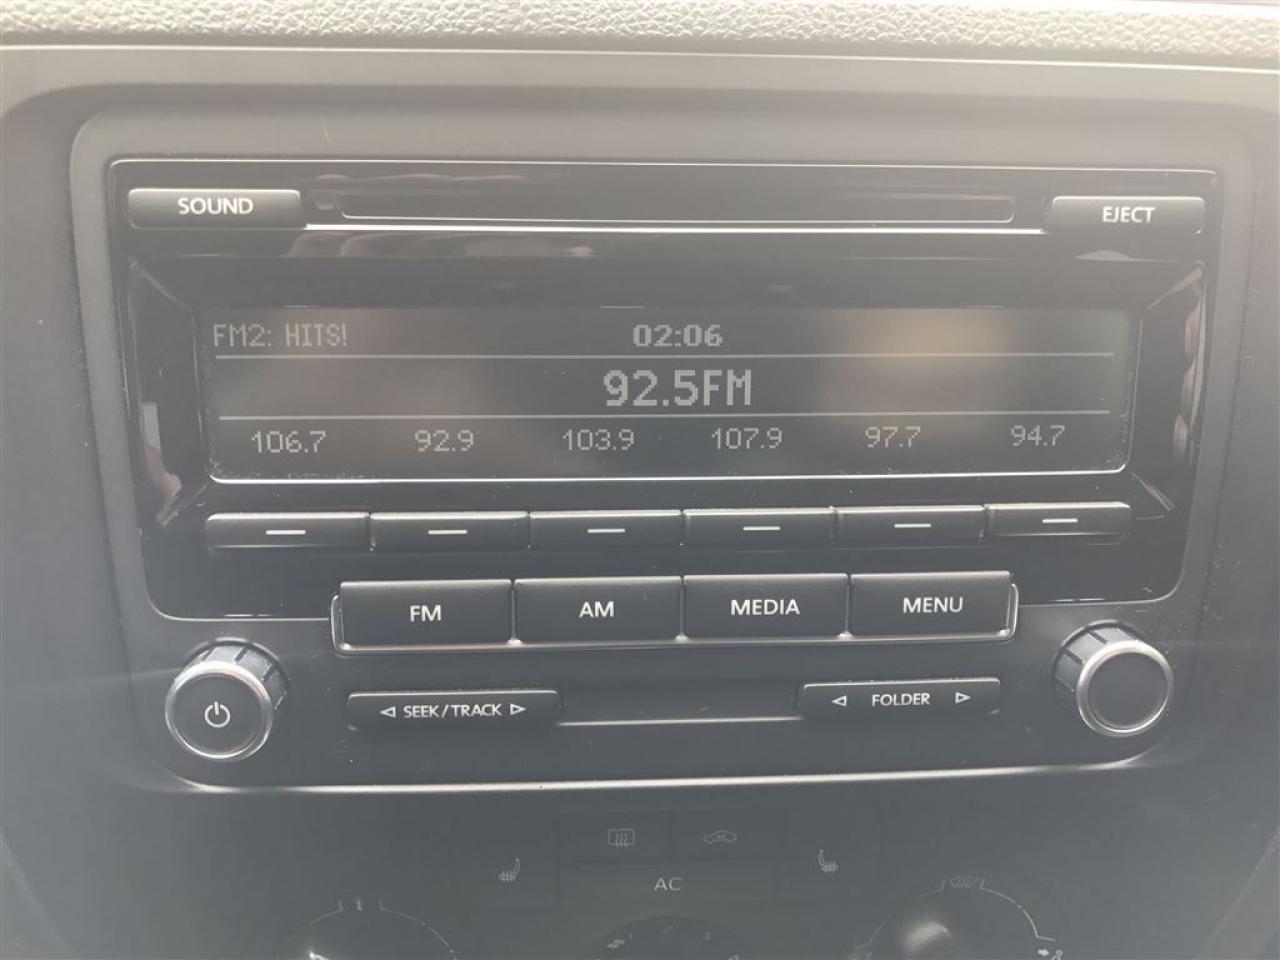 SOUND
EJECT
FM2: HITS! 02:06
92.5FM
106.7 92.9 103.9 107.9 97.7 94.7
FM AM MEDIA MENU
SEEK/TRACK FOLDER
AC